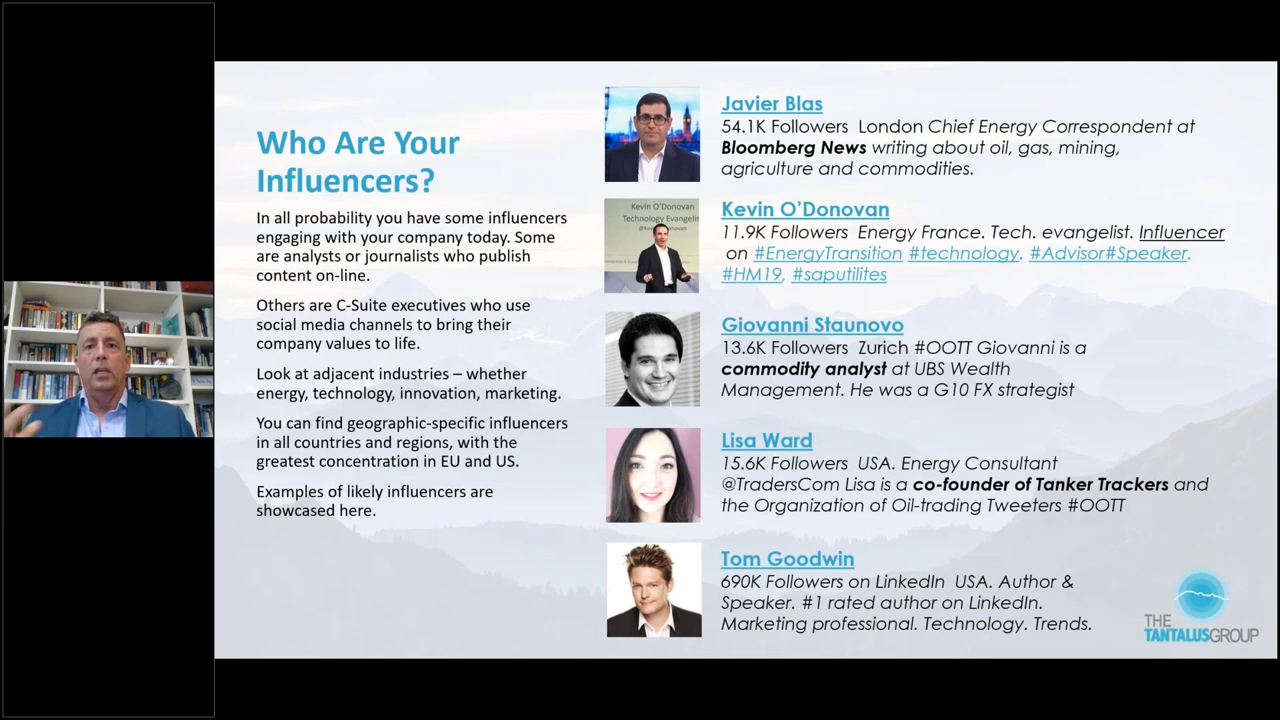 Who Are Your
Influencers?
In all probability you have some influencers
engaging with your company today. Some
are analysts or journalists who publish
content on-line.
Others are C-Suite executives who use
social media channels to bring their
company values to life.
Look at adjacent industries – whether
energy, technology, innovation, marketing.
You can find geographic-specific influencers
in all countries and regions, with the
greatest concentration in EU and US.
Examples of likely influencers are
showcased here.
Javier Blas
54.1K Followers London Chief Energy Correspondent at
Bloomberg News writing about oil, gas, mining,
agriculture and commodities.
Kevin O'Donovan
Technology Evangelis
Kevin O’Donovan
11.9K Followers Energy France. Tech. evangelist. Influencer
on #EnergyTransition #technology. #Advisor#Speaker.
#HM19, #saputilites
Giovanni Staunovo
13.6K Followers Zurich #OOTT Giovanni is a
commodity analyst at UBS Wealth
Management. He was a G10 FX strategist
Lisa Ward
15.6K Followers USA. Energy Consultant
@TradersCom Lisa is a co-founder of Tanker Trackers and
the Organization of Oil-trading Tweeters #OOTT
Tom Goodwin
690K Followers on LinkedIn USA. Author &
Speaker. #1 rated author on LinkedIn.
Marketing professional. Technology. Trends.
THE
TANTALUSGROUP